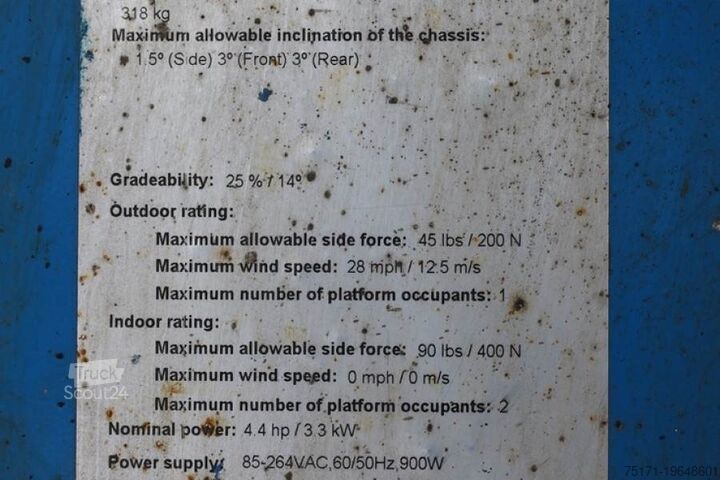 318 kg
Maximum allowable inclination of the chassis:
1.5º (Side) 3º (Front) 3º (Rear)
Gradeability: 25 % / 14º
Outdoor rating:
Maximum allowable side force: 45 lbs / 200 N
Maximum wind speed: 28 mph / 12.5 m/s
Maximum number of platform occupants: 1
Indoor rating:
Maximum allowable side force: 90 lbs / 400 N
Maximum wind speed: 0 mph / 0 m/s
Maximum number of platform occupants: 2
Nominal power: 4.4 hp / 3.3 kW
Power supply: 85-264VAC,60/50Hz,900W
Truck
Scout24
75171-19648601